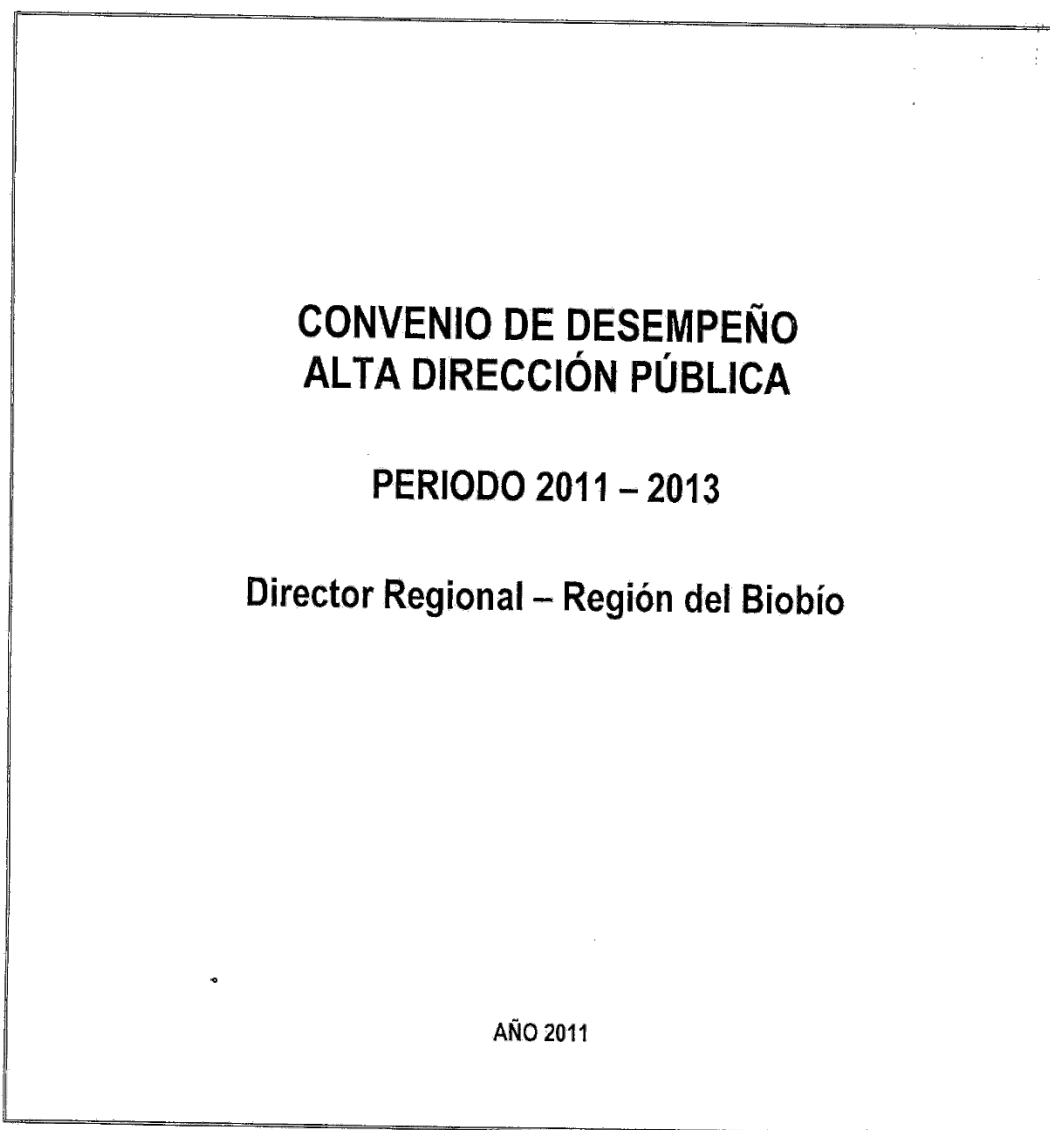 CONVENIO DE DESEMPEÑO
ALTA DIRECCIÓN PÚBLICA
PERIODO 2011 – 2013
Director Regional – Región del Biobío
AÑO 2011